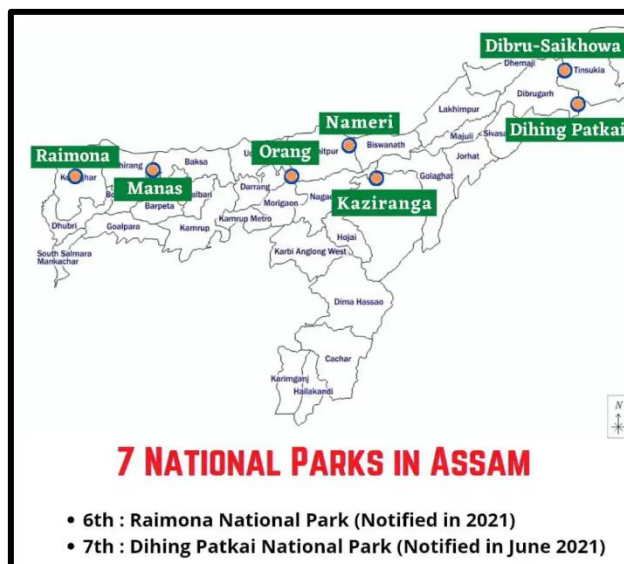 Dibru-Saikhowa
Dhemaji
Tinsukia
Dibrugarh
Dihing Patkai
Nameri
Lakhimpur
Majuli
Jorhat
Biswanath
Golaghat
Orang
Kaziranga
Raimona
Manas
Baksa
Barpeta
Darrang
Morigaon
Dhubri
Goalpara
Kamrup
Kamrup Metro
Hojai
South Salmara
Mankachar
Karbi Anglong West
Dima Hassao
Cachar
Karimganj
Hailakandi
N
7 National Parks in Assam
• 6th : Raimona National Park (Notified in 2021)
• 7th : Dihing Patkai National Park (Notified in June 2021)